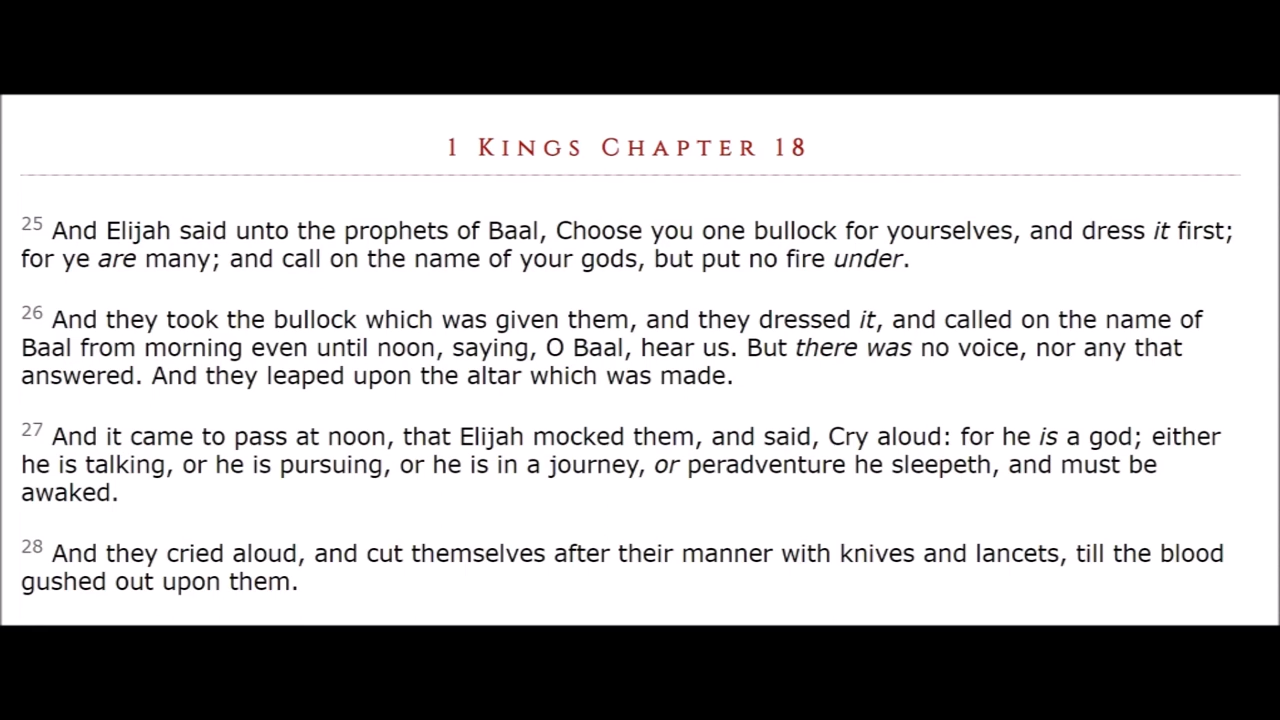 1 Kings Chapter 18
25 And Elijah said unto the prophets of Baal, Choose you one bullock for yourselves, and dress it first;
for ye are many; and call on the name of your gods, but put no fire under.
26 And they took the bullock which was given them, and they dressed it, and called on the name of
Baal from morning even until noon, saying, O Baal, hear us. But there was no voice, nor any that
answered. And they leaped upon the altar which was made.
27 And it came to pass at noon, that Elijah mocked them, and said, Cry aloud: for he is a god; either
he is talking, or he is pursuing, or he is in a journey, or peradventure he sleepeth, and must be
awaked.
28 And they cried aloud, and cut themselves after their manner with knives and lancets, till the blood
gushed out upon them.